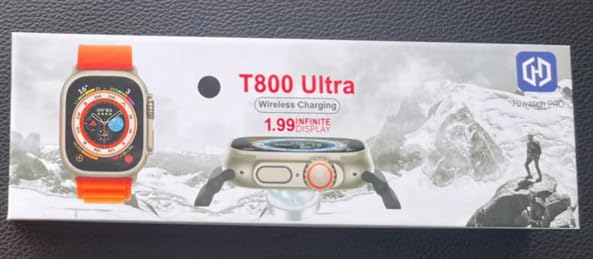 T800 Ultra
Wireless Charging
1.99 INFINITE
DISPLAY
Hiwatch PRO